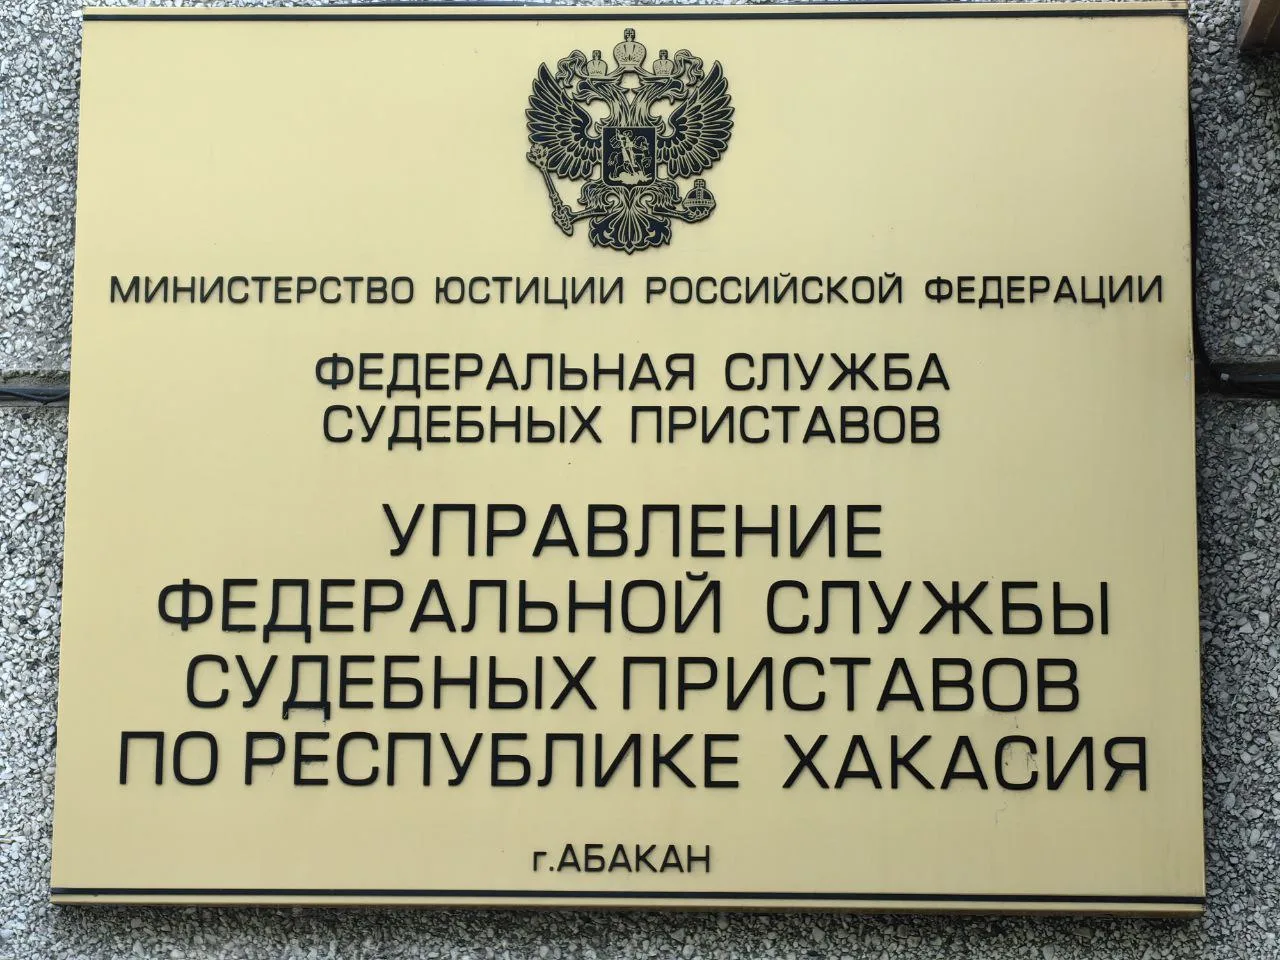 МИНИСТЕРСТВО ЮСТИЦИИ РОССИЙСКОЙ ФЕДЕРАЦИИ
ФЕДЕРАЛЬНАЯ СЛУЖБА
СУДЕБНЫХ ПРИСТАВОВ
УПРАВЛЕНИЕ
ФЕДЕРАЛЬНОЙ СЛУЖБЫ
СУДЕБНЫХ ПРИСТАВОВ
ПО РЕСПУБЛИКЕ ХАКАСИЯ
г.АБАКАН